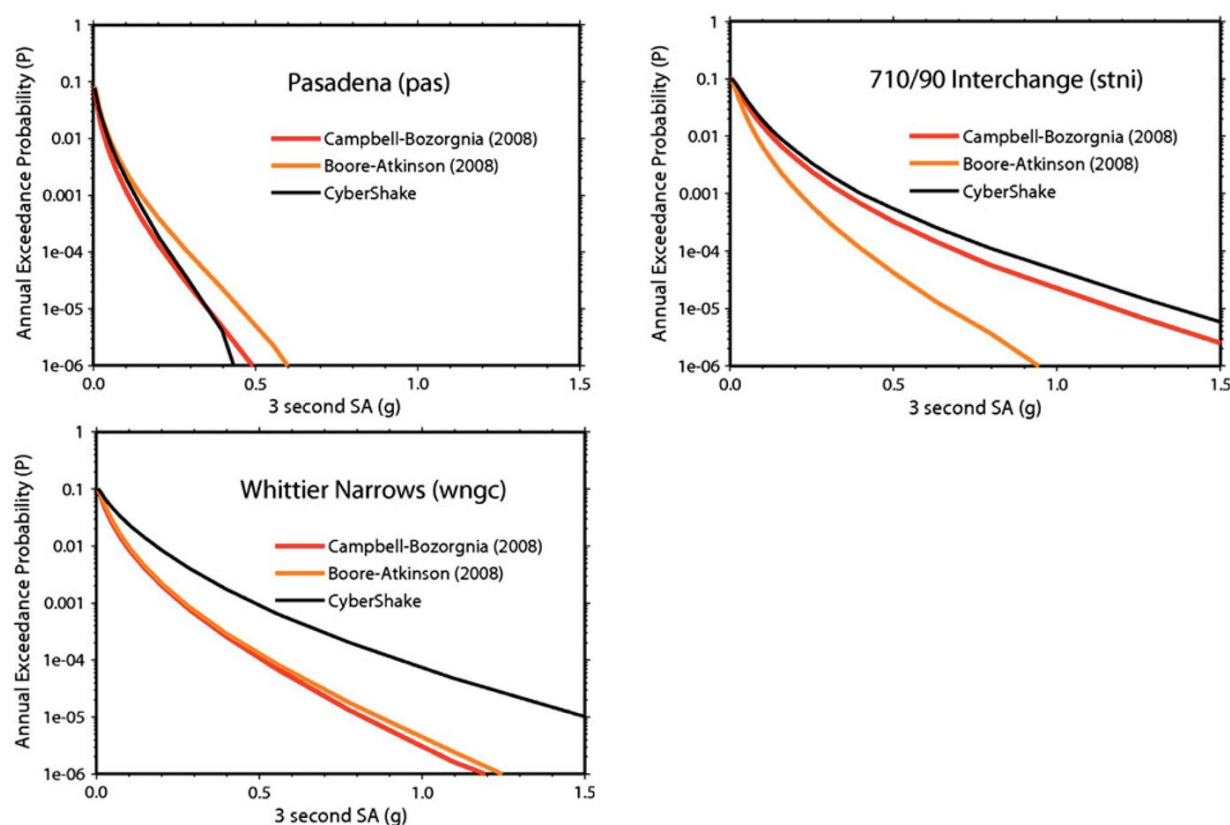 1
0.1
0.01
0.001
1e-04
1e-05
1e-06
Annual Exceedance Probability (P)
Pasadena (pas)
Campbell-Bozorgnia (2008)
Boore-Atkinson (2008)
CyberShake
0.0 0.5 1.0 1.5
3 second SA (g)
1
0.1
0.01
0.001
1e-04
1e-05
1e-06
Annual Exceedance Probability (P)
710/90 Interchange (stni)
Campbell-Bozorgnia (2008)
Boore-Atkinson (2008)
CyberShake
0.0 0.5 1.0 1.5
3 second SA (g)
1
0.1
0.01
0.001
1e-04
1e-05
1e-06
Annual Exceedance Probability (P)
Whittier Narrows (wngc)
Campbell-Bozorgnia (2008)
Boore-Atkinson (2008)
CyberShake
0.0 0.5 1.0 1.5
3 second SA (g)